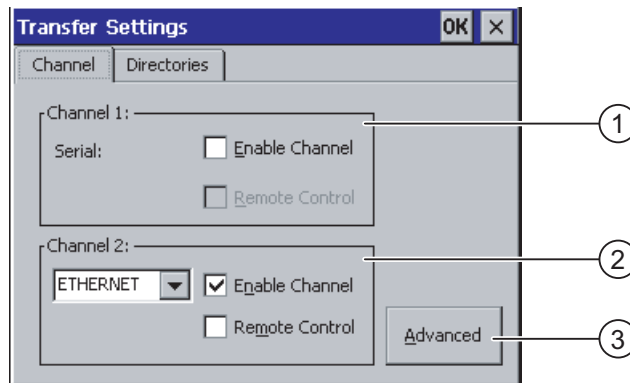 Transfer Settings OK ×
Channel Directories
Channel 1:
Serial: Enable Channel
Remote Control
Channel 2:
ETHERNET Enable Channel
Remote Control
Advanced
1
2
3